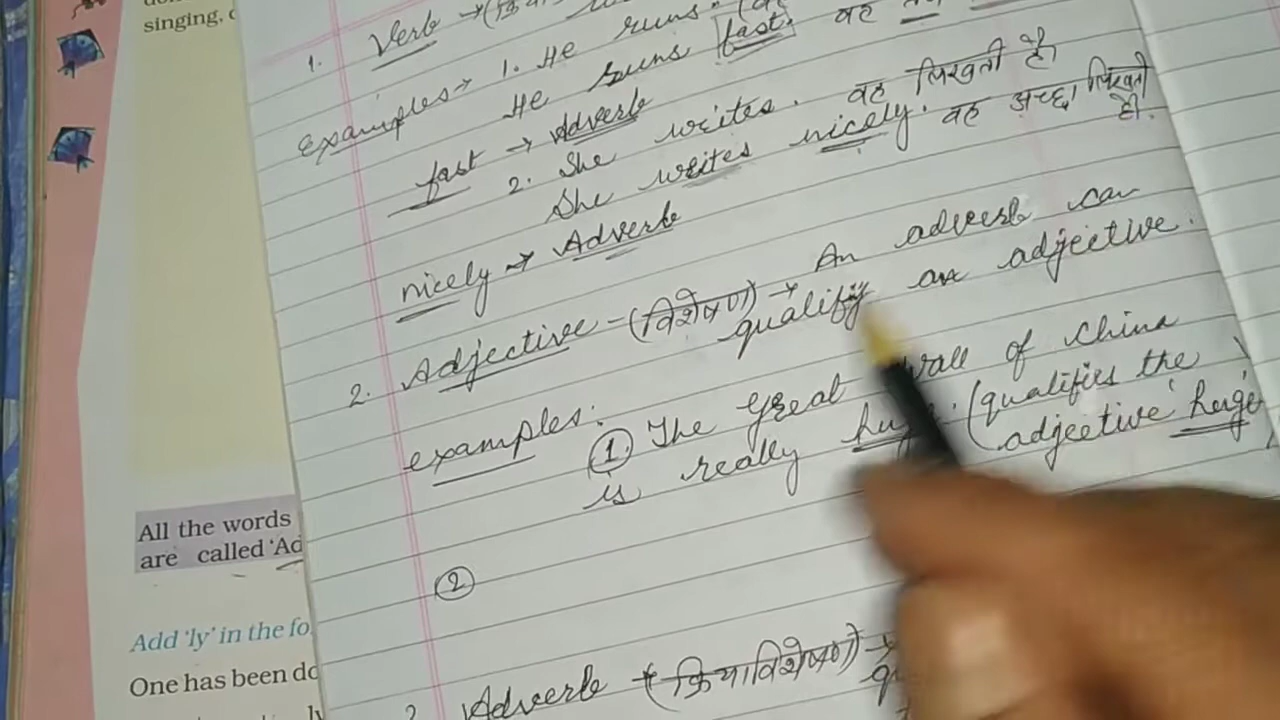 singing,
1. Verb →
examples → 1. He runs.
He runs fast. वह
fast → Adverb
2. She writes. वह लिखती है।
She writes nicely. वह अच्छा लिखती है.
nicely → Adverb
2. Adjective - (विशेषण) → An adverb can
qualify an adjective.
examples:
① The great wall of China
is really huge. (qualifies the
adjective 'huge'
②
Adverb → (क्रियाविशेषण) →
All the words
are called 'Ad
Add 'ly' in the fo
One has been do